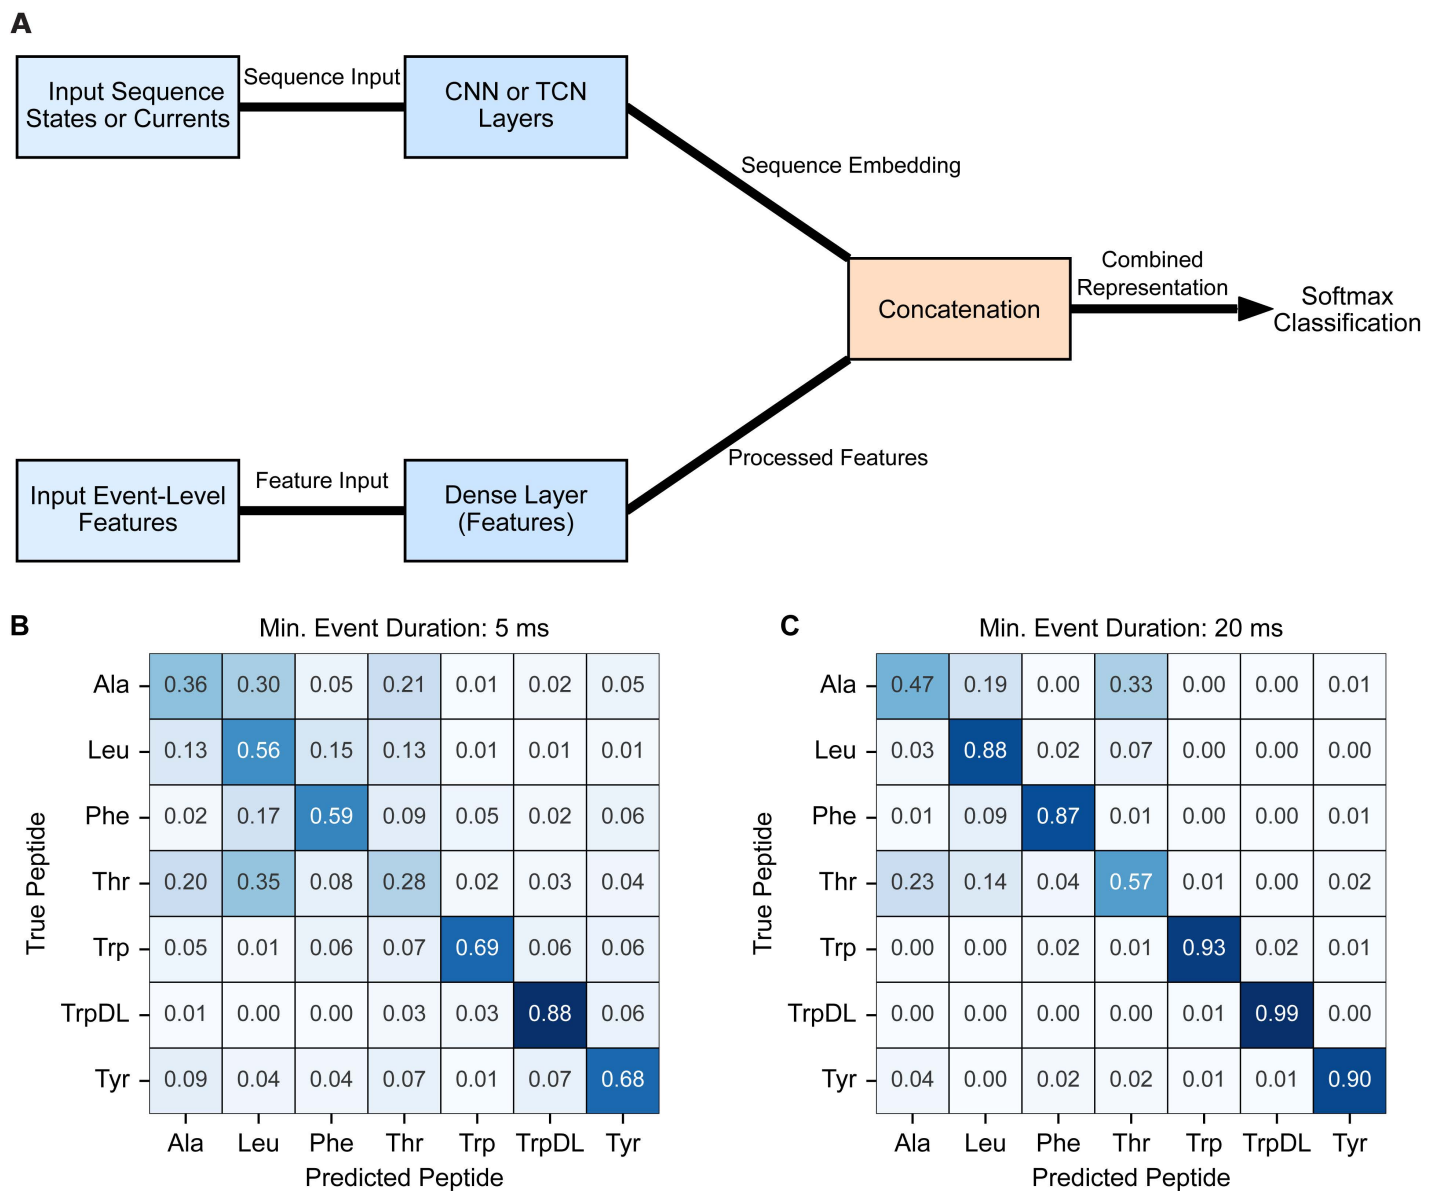 A
Input Sequence
States or Currents
Sequence Input
CNN or TCN
Layers
Sequence Embedding
Concatenation
Combined
Representation
Softmax
Classification
Input Event-Level
Features
Feature Input
Dense Layer
(Features)
Processed Features
B
Min. Event Duration: 5 ms
True Peptide
Ala 0.36 0.30 0.05 0.21 0.01 0.02 0.05
Leu 0.13 0.56 0.15 0.13 0.01 0.01 0.01
Phe 0.02 0.17 0.59 0.09 0.05 0.02 0.06
Thr 0.20 0.35 0.08 0.28 0.02 0.03 0.04
Trp 0.05 0.01 0.06 0.07 0.69 0.06 0.06
TrpDL 0.01 0.00 0.00 0.03 0.03 0.88 0.06
Tyr 0.09 0.04 0.04 0.07 0.01 0.07 0.68
Ala Leu Phe Thr Trp TrpDL Tyr
Predicted Peptide
C
Min. Event Duration: 20 ms
True Peptide
Ala 0.47 0.19 0.00 0.33 0.00 0.00 0.01
Leu 0.03 0.88 0.02 0.07 0.00 0.00 0.00
Phe 0.01 0.09 0.87 0.01 0.00 0.00 0.01
Thr 0.23 0.14 0.04 0.57 0.01 0.00 0.02
Trp 0.00 0.00 0.02 0.01 0.93 0.02 0.01
TrpDL 0.00 0.00 0.00 0.00 0.01 0.99 0.00
Tyr 0.04 0.00 0.02 0.02 0.01 0.01 0.90
Ala Leu Phe Thr Trp TrpDL Tyr
Predicted Peptide